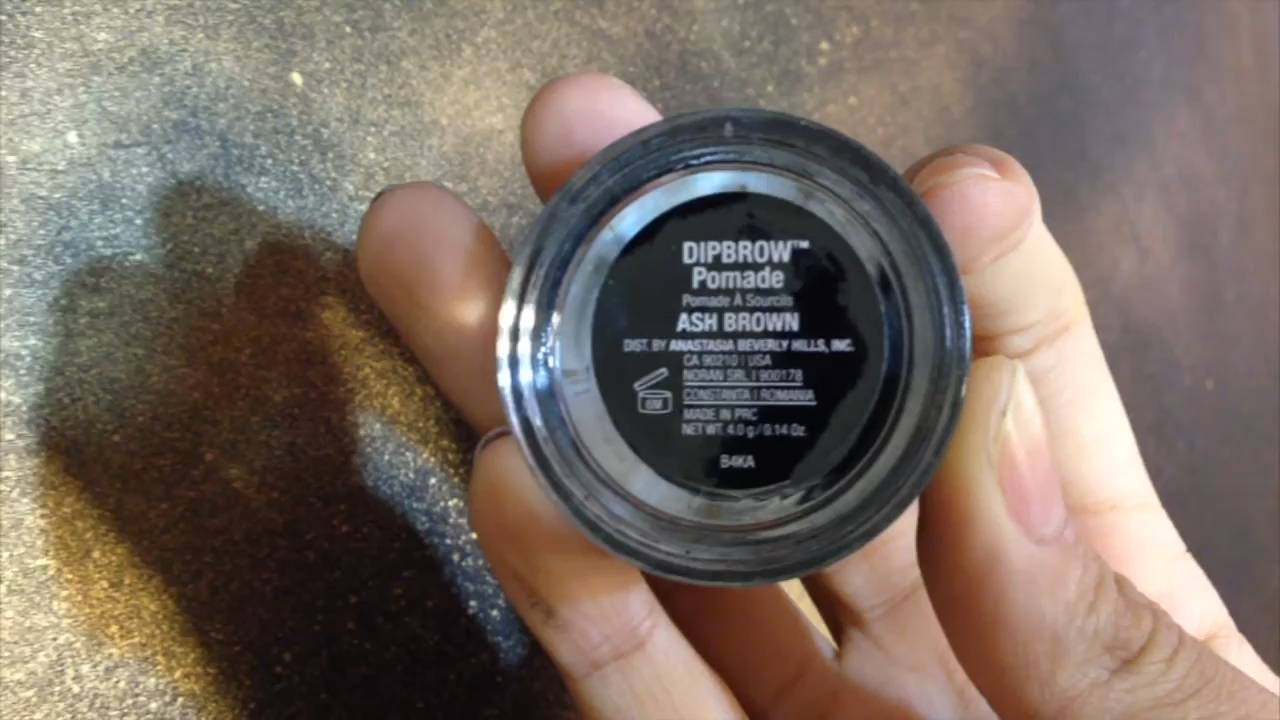 DIPBROW™
Pomade
Pomade À Sourcils
ASH BROWN
DIST. BY ANASTASIA BEVERLY HILLS, INC.
CA 90210 | USA
NORAN SRL | 900178
CONSTANTA | ROMANIA
6M
MADE IN PRC
NET WT. 4.0 g / 0.14 Oz.
B4KA